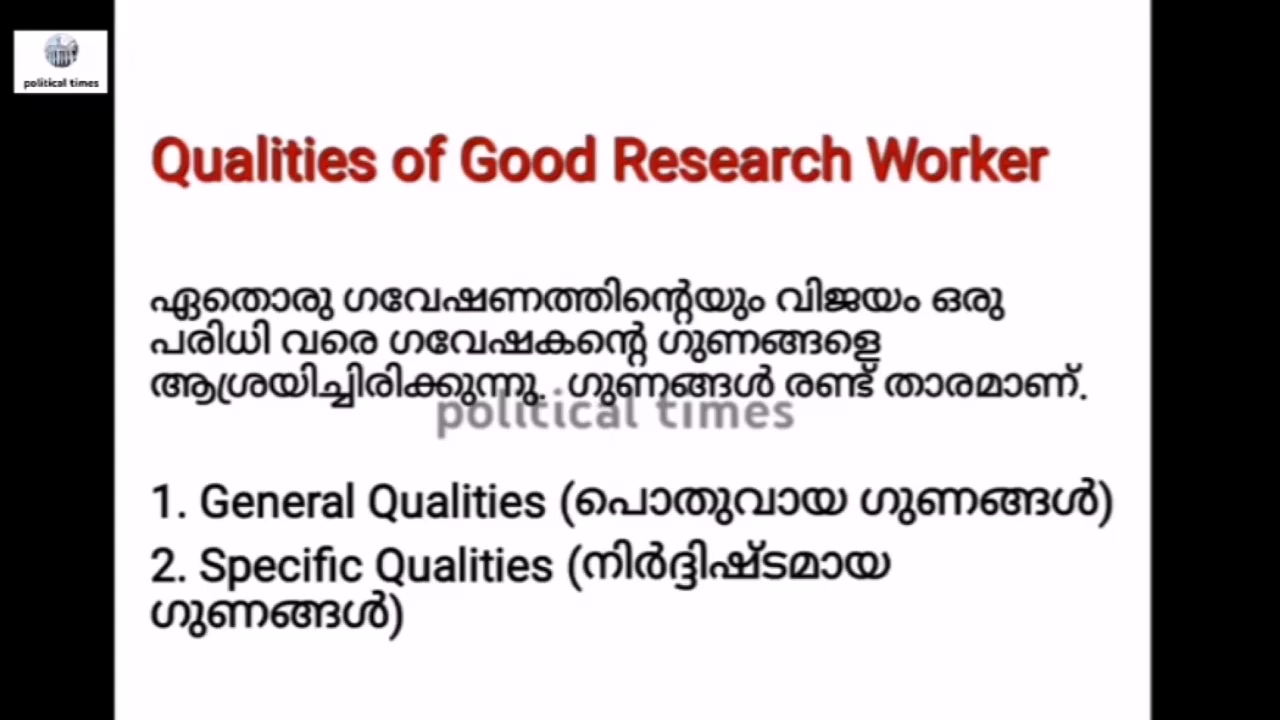 political times
Qualities of Good Research Worker
ഏതൊരു ഗവേഷണത്തിന്റെയും വിജയം ഒരു
പരിധി വരെ ഗവേഷകന്റെ ഗുണങ്ങളെ
ആശ്രയിച്ചിരിക്കുന്നു. ഗുണങ്ങൾ രണ്ട് താരമാണ്.
political times
1. General Qualities (പൊതുവായ ഗുണങ്ങൾ)
2. Specific Qualities (നിർദ്ദിഷ്ടമായ
ഗുണങ്ങൾ)